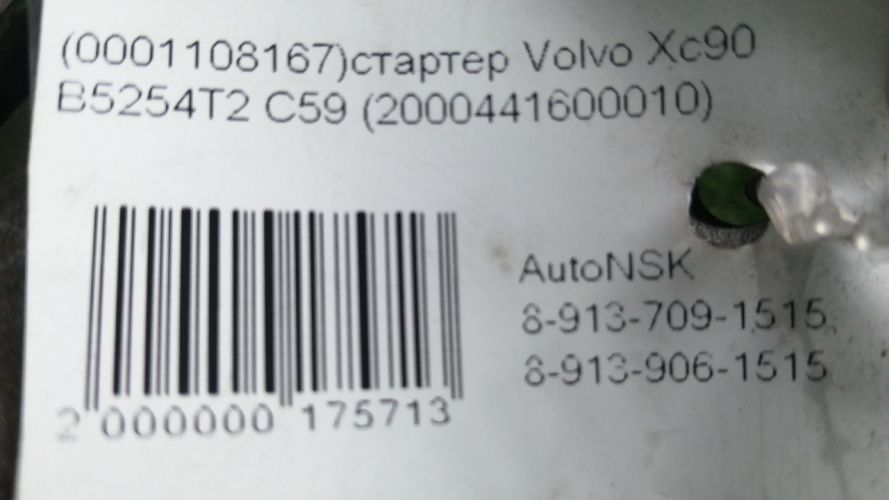 (0001108167)стартер Volvo Xc90
B5254T2 C59 (2000441600010)
AutoNSK
8-913-709-1515,
8-913-906-1515
2 000000 175713